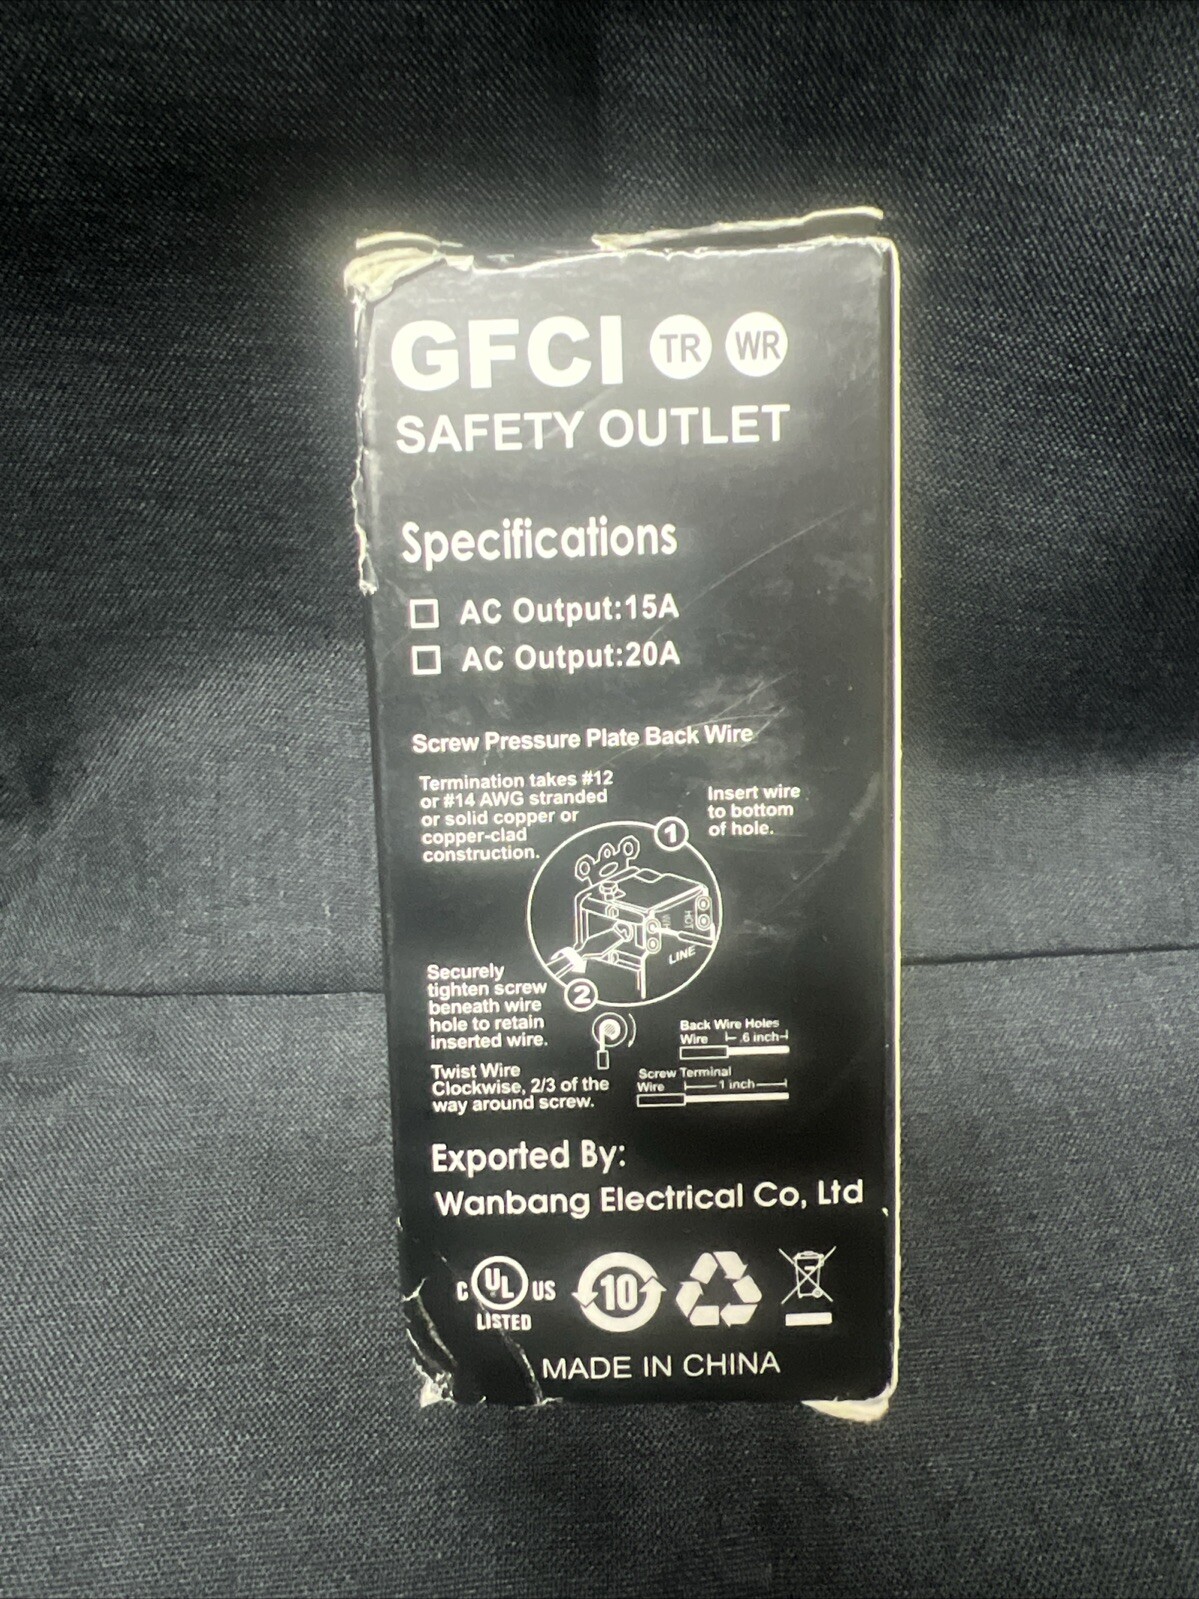 GFCI TR WR
SAFETY OUTLET
Specifications
☐ AC Output:15A
☐ AC Output:20A
Screw Pressure Plate Back Wire
Termination takes #12
or #14 AWG stranded
or solid copper or
copper-clad
construction.
Insert wire
to bottom
of hole.
1
HOT
LINE
2
Securely
tighten screw
beneath wire
hole to retain
inserted wire.
Back Wire Holes
Wire .6 inch
Twist Wire
Clockwise, 2/3 of the
way around screw.
Screw Terminal
Wire 1 inch
Exported By:
Wanbang Electrical Co, Ltd
C UL US
LISTED
10
MADE IN CHINA